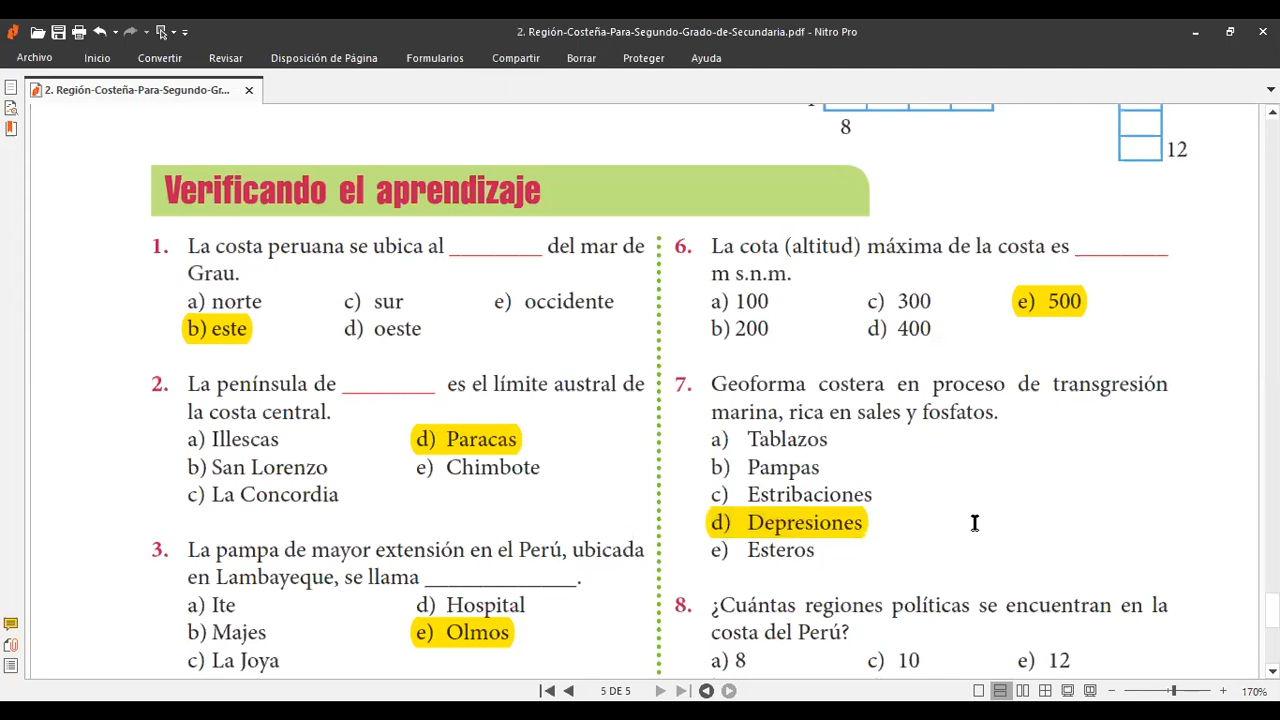 2. Región-Costeña-Para-Segundo-Grado-de-Secundaria.pdf - Nitro Pro
Archivo Inicio Convertir Revisar Disposición de Página Formularios Compartir Borrar Proteger Ayuda
2. Región-Costeña-Para-Segundo-Gr...
8
12
Verificando el aprendizaje
1. La costa peruana se ubica al ________ del mar de
Grau.
a) norte c) sur e) occidente
b) este d) oeste
2. La península de ________ es el límite austral de
la costa central.
a) Illescas d) Paracas
b) San Lorenzo e) Chimbote
c) La Concordia
3. La pampa de mayor extensión en el Perú, ubicada
en Lambayeque, se llama _____________.
a) Ite d) Hospital
b) Majes e) Olmos
c) La Joya
6. La cota (altitud) máxima de la costa es ________
m s.n.m.
a) 100 c) 300 e) 500
b) 200 d) 400
7. Geoforma costera en proceso de transgresión
marina, rica en sales y fosfatos.
a) Tablazos
b) Pampas
c) Estribaciones
d) Depresiones
e) Esteros
8. ¿Cuántas regiones políticas se encuentran en la
costa del Perú?
a) 8 c) 10 e) 12
5 DE 5
170%